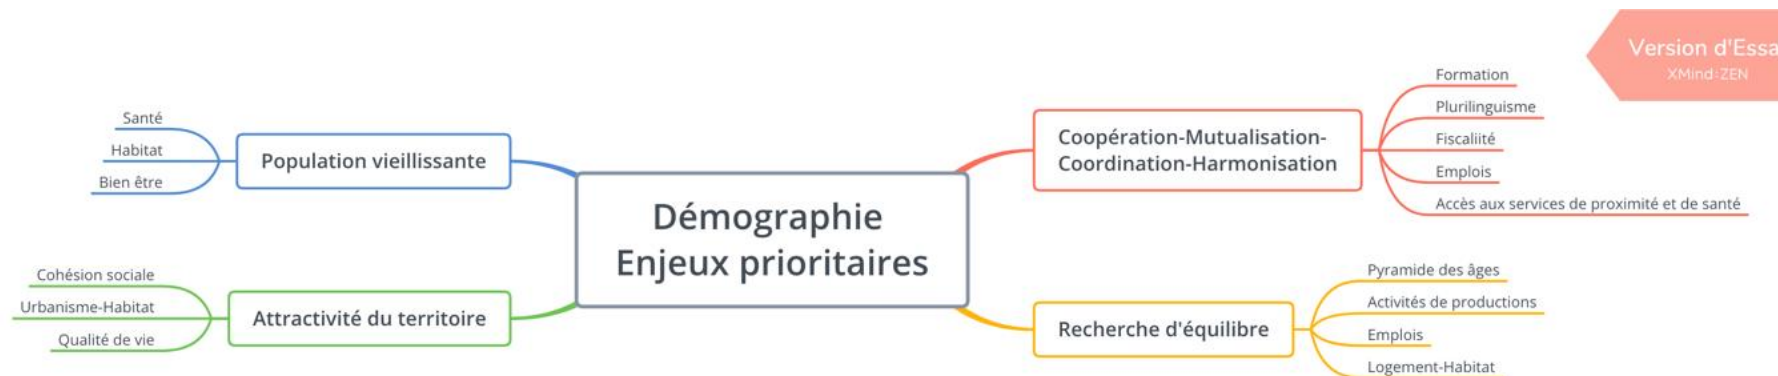 Démographie
Enjeux prioritaires
Coopération-Mutualisation-
Coordination-Harmonisation
Formation
Plurilinguisme
Fiscaliité
Emplois
Accès aux services de proximité et de santé
Recherche d'équilibre
Pyramide des âges
Activités de productions
Emplois
Logement-Habitat
Population vieillissante
Santé
Habitat
Bien être
Attractivité du territoire
Cohésion sociale
Urbanisme-Habitat
Qualité de vie
Version d'Essa
XMind:ZEN